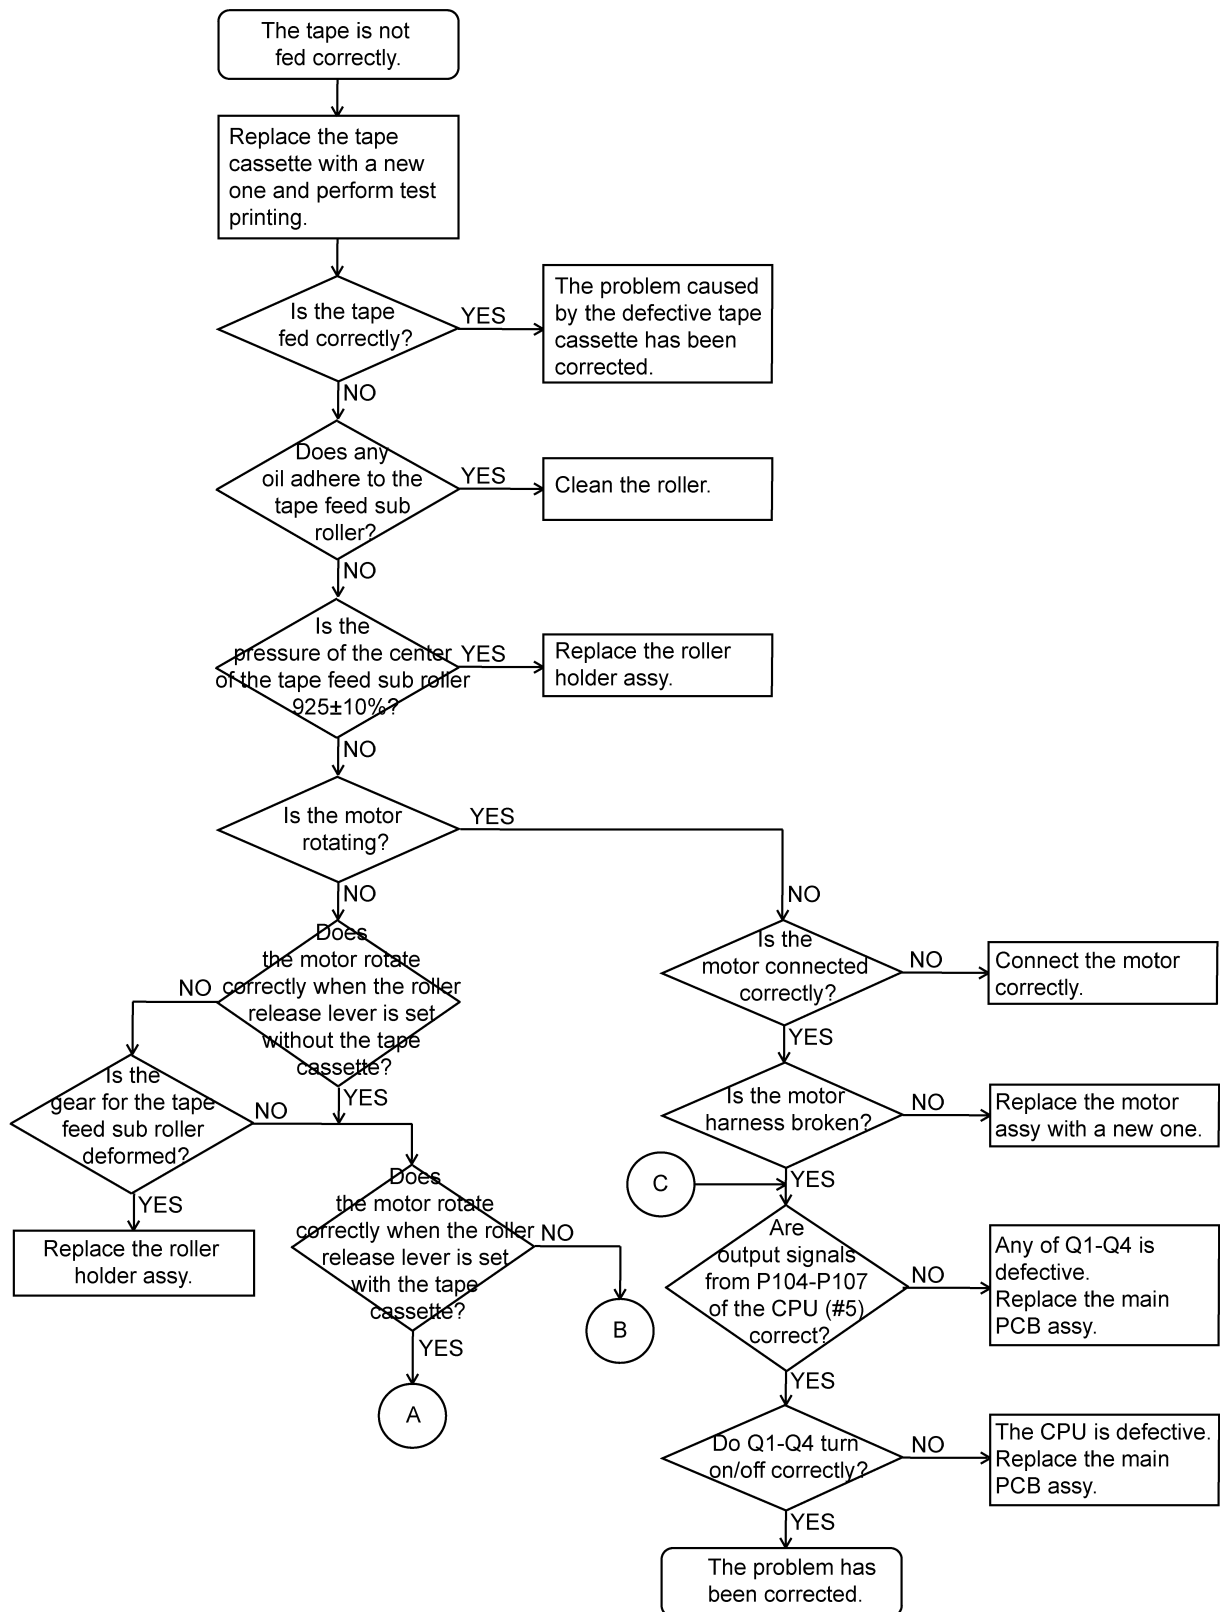 The tape is not
fed correctly.
Replace the tape
cassette with a new
one and perform test
printing.
Is the tape
fed correctly?
YES
The problem caused
by the defective tape
cassette has been
corrected.
NO
Does any
oil adhere to the
tape feed sub
roller?
YES
Clean the roller.
NO
Is the
pressure of the center
of the tape feed sub roller
925±10%?
YES
Replace the roller
holder assy.
NO
Is the motor
rotating?
YES
NO
NO
Does
the motor rotate
correctly when the roller
release lever is set
without the tape
cassette?
NO
YES
Is the
gear for the tape
feed sub roller
deformed?
NO
YES
Replace the roller
holder assy.
Does
the motor rotate
correctly when the roller
release lever is set
with the tape
cassette?
NO
B
YES
A
Is the
motor connected
correctly?
NO
Connect the motor
correctly.
YES
Is the motor
harness broken?
NO
Replace the motor
assy with a new one.
YES
C
Are
output signals
from P104-P107
of the CPU (#5)
correct?
NO
Any of Q1-Q4 is
defective.
Replace the main
PCB assy.
YES
Do Q1-Q4 turn
on/off correctly?
NO
The CPU is defective.
Replace the main
PCB assy.
YES
The problem has
been corrected.